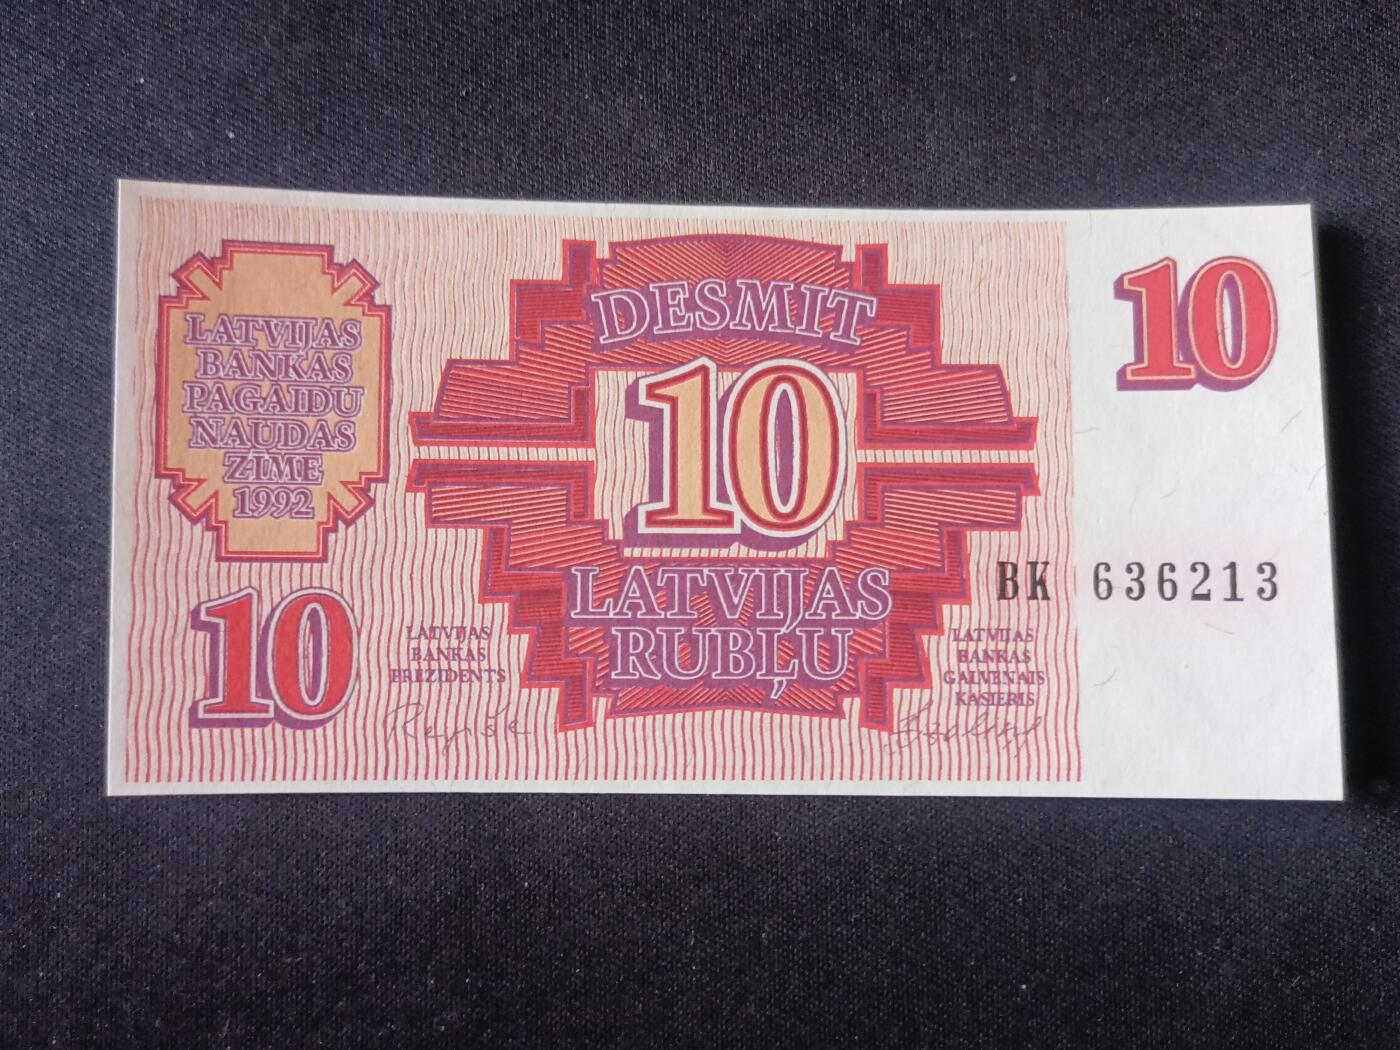 LATVIJAS
BANKAS
PAGAIDU
NAUDAS
ZĪME
1992
10
DESMIT
10
LATVIJAS
RUBĻU
LATVIJAS
BANKAS
PREZIDENTS
LATVIJAS
BANKAS
GALVENAIS
KASIERIS
10
BK 636213